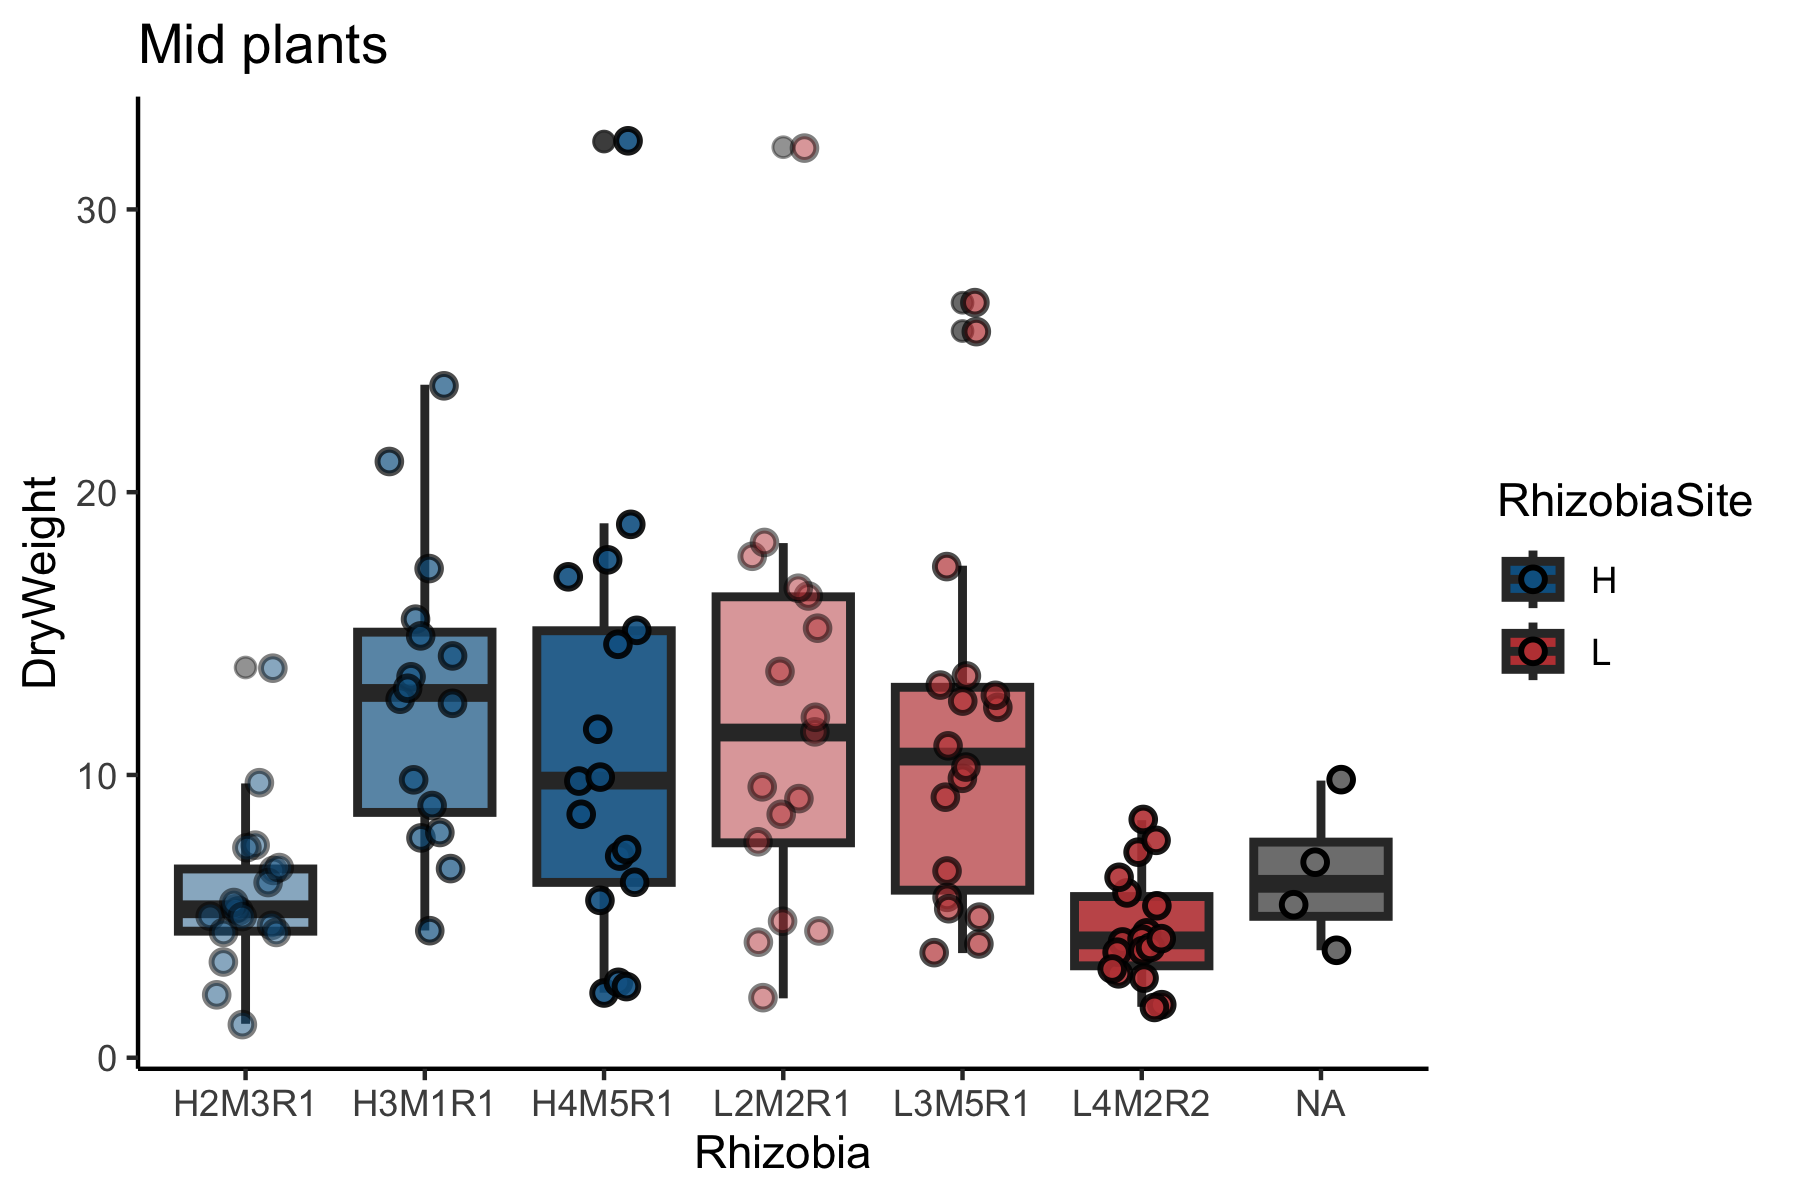 Mid plants
DryWeight
30
20
10
0
H2M3R1 H3M1R1 H4M5R1 L2M2R1 L3M5R1 L4M2R2 NA
Rhizobia
RhizobiaSite
H
L